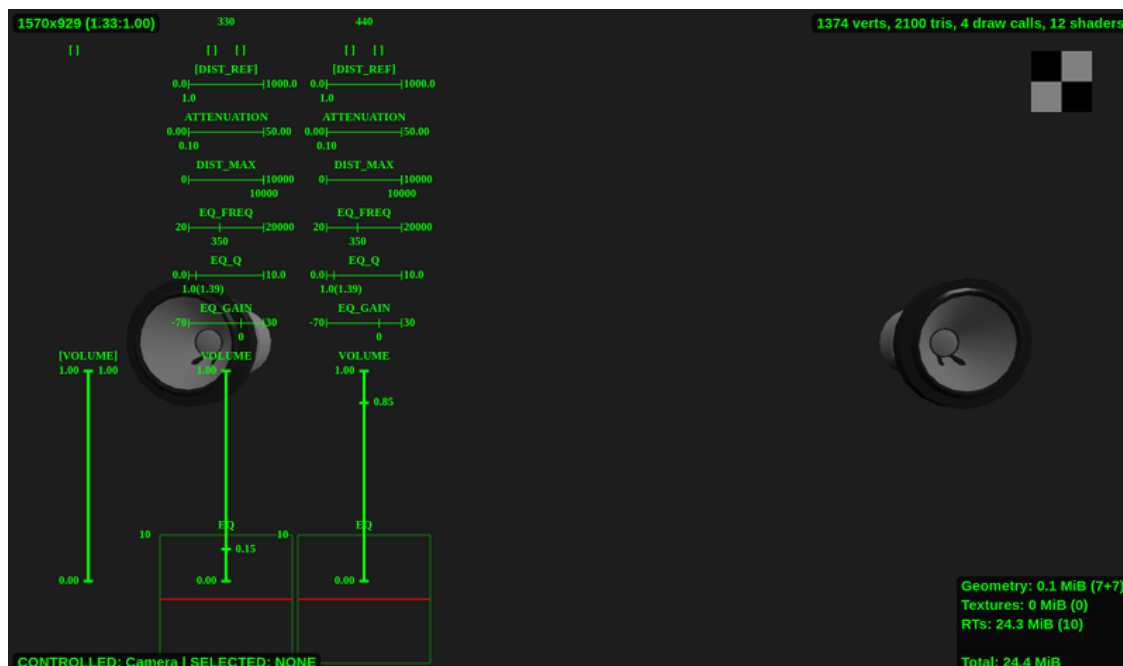 1570x929 (1.33:1.00)
330
440
1374 verts, 2100 tris, 4 draw calls, 12 shaders
[ ]
[ ] [ ]
[ ] [ ]
[DIST_REF]
0.0 1000.0
1.0
ATTENUATION
0.00 50.00
0.10
DIST_MAX
0 10000
10000
EQ_FREQ
20 20000
350
EQ_Q
0.0 10.0
1.0(1.39)
EQ_GAIN
-70 30
0
[DIST_REF]
0.0 1000.0
1.0
ATTENUATION
0.00 50.00
0.10
DIST_MAX
0 10000
10000
EQ_FREQ
20 20000
350
EQ_Q
0.0 10.0
1.0(1.39)
EQ_GAIN
-70 30
0
[VOLUME]
1.00 1.00
0.00
VOLUME
1.00
EQ
10
0.15
0.00
VOLUME
1.00
0.85
EQ
10
0.00
Geometry: 0.1 MiB (7+7)
Textures: 0 MiB (0)
RTs: 24.3 MiB (10)
Total: 24.4 MiB
CONTROLLED: Camera | SELECTED: NONE